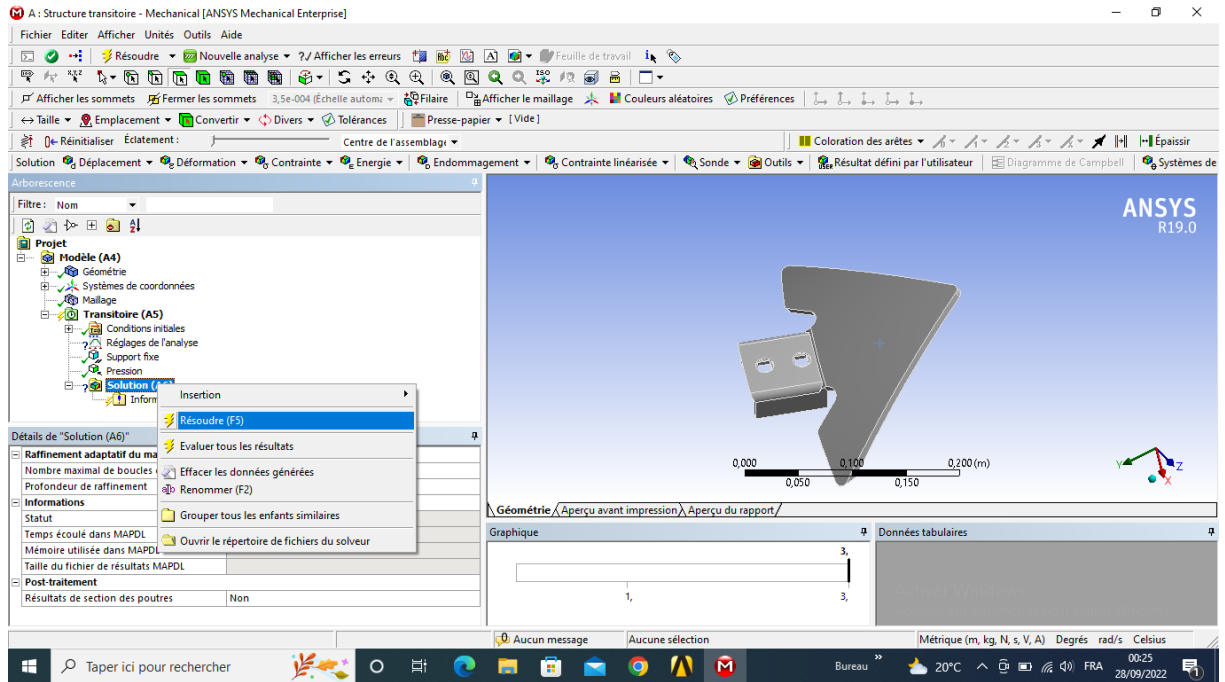 A : Structure transitoire - Mechanical [ANSYS Mechanical Enterprise]
Fichier Editer Afficher Unités Outils Aide
Résoudre Nouvelle analyse ?✓ Afficher les erreurs A Feuille de travail
ISO
Afficher les sommets Fermer les sommets 3,5e-004 (Échelle automa Filaire Afficher le maillage Couleurs aléatoires Préférences
Taille Emplacement Convertir Divers Tolérances Presse-papier [Vide]
Réinitialiser Éclatement : Centre de l'assemblage Coloration des arêtes Épaissir
Solution Déplacement Déformation Contrainte Energie Endommagement Contrainte linéarisée Sonde Outils Résultat défini par l'utilisateur Diagramme de Campbell Systèmes de
Arborescence
Filtre : Nom
Projet
Modèle (A4)
Géométrie
Systèmes de coordonnées
Maillage
Transitoire (A5)
Conditions initiales
Réglages de l'analyse
Support fixe
Pression
Solution (
Inform
Insertion
Résoudre (F5)
Evaluer tous les résultats
Effacer les données générées
Renommer (F2)
Grouper tous les enfants similaires
Ouvrir le répertoire de fichiers du solveur
Détails de "Solution (A6)"
Raffinement adaptatif du ma
Nombre maximal de boucles
Profondeur de raffinement
Informations
Statut
Temps écoulé dans MAPDL
Mémoire utilisée dans MAPDL
Taille du fichier de résultats MAPDL
Post-traitement
Résultats de section des poutres Non
ANSYS
R19.0
0,000 0,100 0,200 (m)
0,050 0,150
Y Z
X
Géométrie Aperçu avant impression Aperçu du rapport
Graphique
3,
1, 3,
Données tabulaires
Activer Windows
Aucun message Aucune sélection Métrique (m, kg, N, s, V, A) Degrés rad/s Celsius
Taper ici pour rechercher Bureau 20°C FRA 00:25
28/09/2022